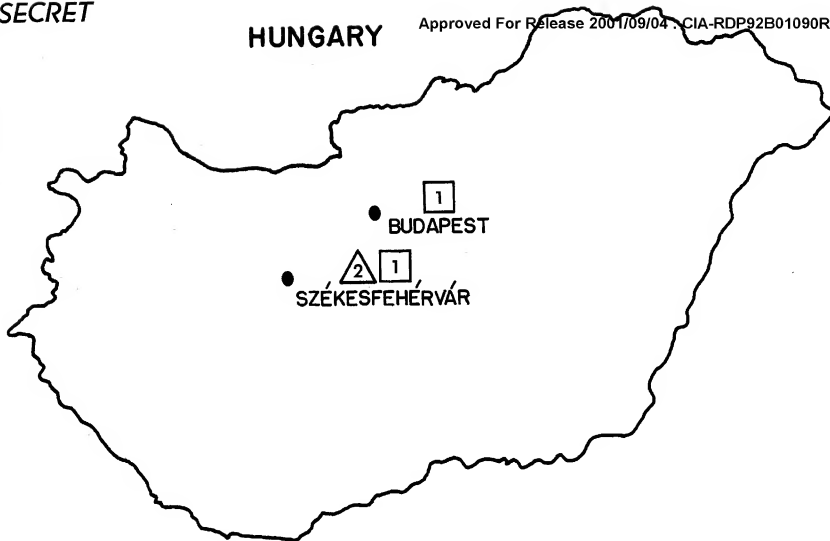 SECRET
HUNGARY
Approved For Release 2001/09/04 : CIA-RDP92B01090R
1
BUDAPEST
2 1
SZÉKESFEHÉRVÁR